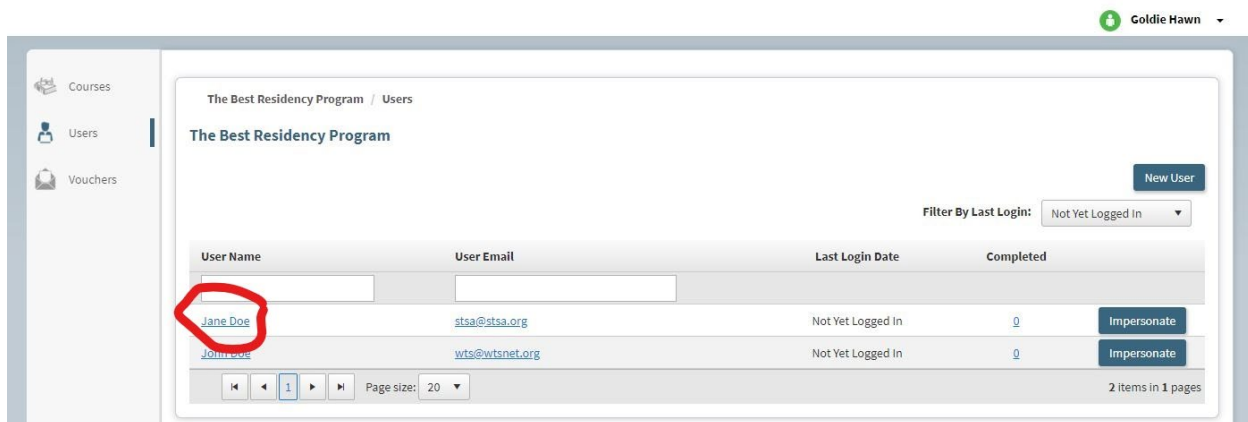 Goldie Hawn
Courses
Users
Vouchers
The Best Residency Program / Users
The Best Residency Program
New User
Filter By Last Login: Not Yet Logged In
User Name User Email Last Login Date Completed
Jane Doe stsa@stsa.org Not Yet Logged In 0 Impersonate
John Doe wts@wtsnet.org Not Yet Logged In 0 Impersonate
1 Page size: 20 2 items in 1 pages